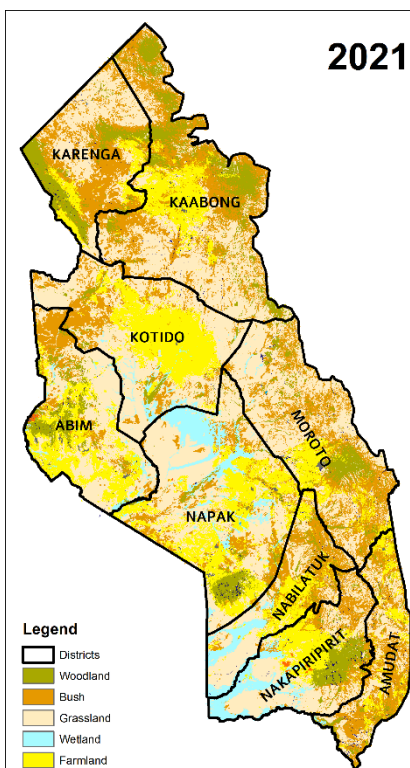 2021
KARENGA
KAABONG
KOTIDO
MOROTO
ABIM
NAPAK
NABILATUK
NAKAPIRIPIRIT
AMUDAT
Legend
Districts
Woodland
Bush
Grassland
Wetland
Farmland